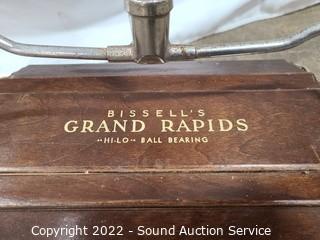 BISSELL'S
GRAND RAPIDS
"HI-LO" BALL BEARING
Copyright 2022 - Sound Auction Service